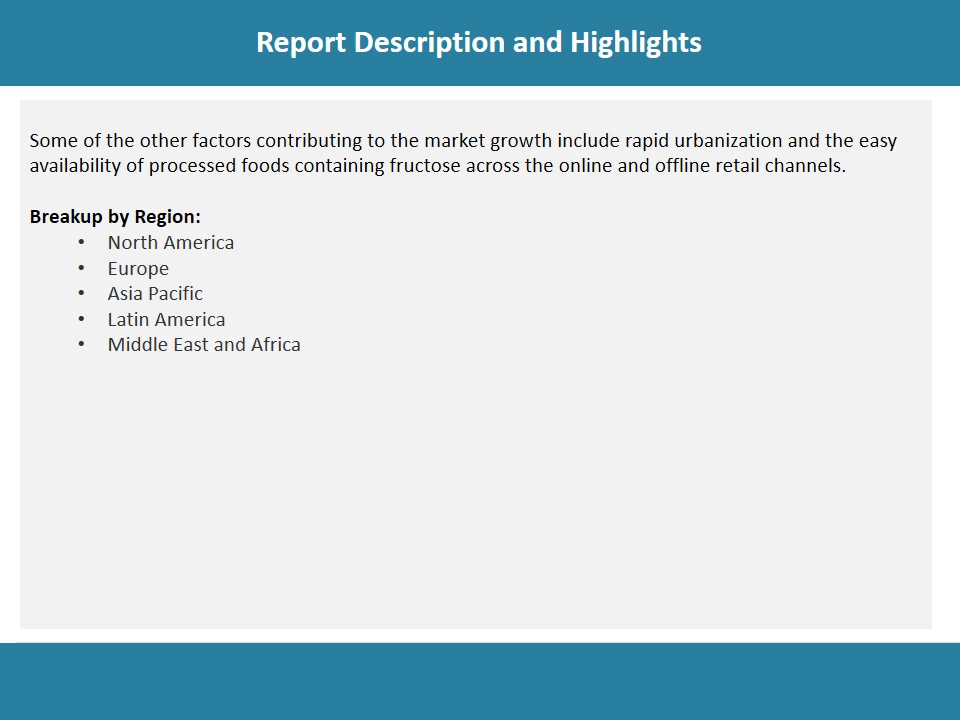 Report Description and Highlights
Some of the other factors contributing to the market growth include rapid urbanization and the easy
availability of processed foods containing fructose across the online and offline retail channels.
Breakup by Region:
• North America
• Europe
• Asia Pacific
• Latin America
• Middle East and Africa